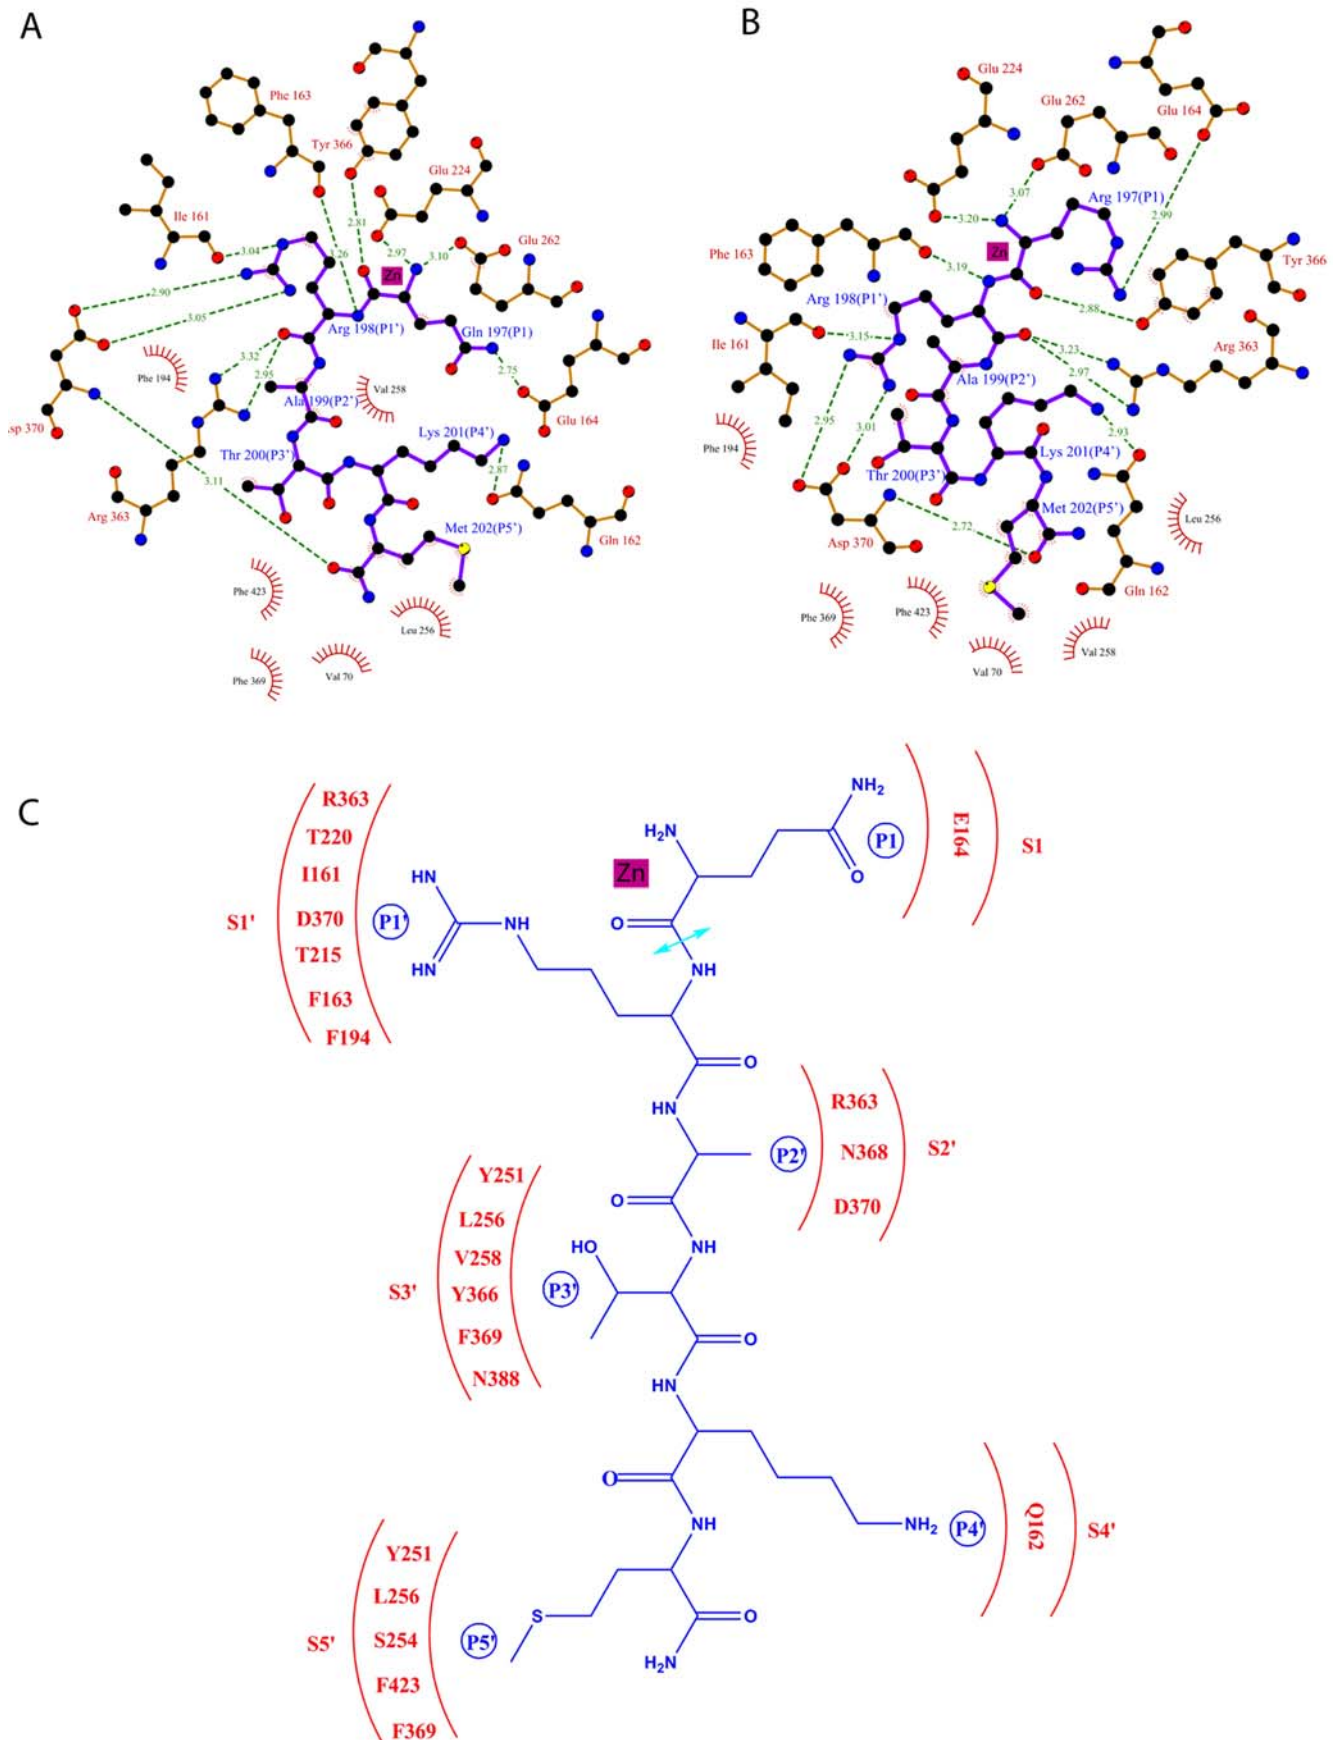 A
Phe 163
Tyr 366
Glu 224
Ile 161
Glu 262
3.04
.26
2.81
2.97
3.10
Zn
2.90
3.05
Arg 198(P1')
Gln 197(P1)
Phe 194
3.32
2.95
Val 258
2.75
Ala 199(P2')
Glu 164
sp 370
Thr 200(P3')
Lys 201(P4')
2.87
3.11
Arg 363
Met 202(P5')
Gln 162
Phe 423
Leu 256
Phe 369
Val 70
B
Glu 224
Glu 262
Glu 164
3.07
3.20
Arg 197(P1)
2.99
Phe 163
Zn
Tyr 366
3.19
Arg 198(P1')
2.88
Ile 161
3.15
3.23
Arg 363
Ala 199(P2')
2.97
2.95
3.01
2.93
Phe 194
Lys 201(P4')
Thr 200(P3')
Met 202(P5')
2.72
Leu 256
Asp 370
Gln 162
Phe 369
Phe 423
Val 70
Val 258
C
S1'
R363
T220
I161
D370
T215
F163
F194
P1'
HN
HN
NH
Zn
H2N
O
NH
NH2
O
P1
E164
S1
O
HN
P2'
R363
N368
D370
S2'
O
NH
S3'
Y251
L256
V258
Y366
F369
N388
P3'
HO
O
HN
O
NH
NH2
P4'
Q162
S4'
S5'
Y251
L256
S254
F423
F369
P5'
S
O
H2N